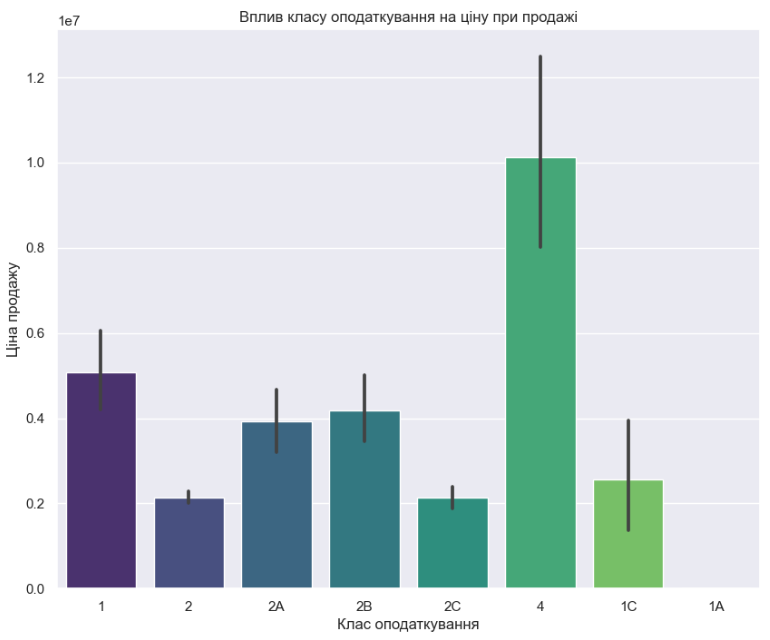 Вплив класу оподаткування на ціну при продажі
1e7
1.2
1.0
0.8
0.6
0.4
0.2
0.0
Ціна продажу
1 2 2A 2B 2C 4 1C 1A
Клас оподаткування